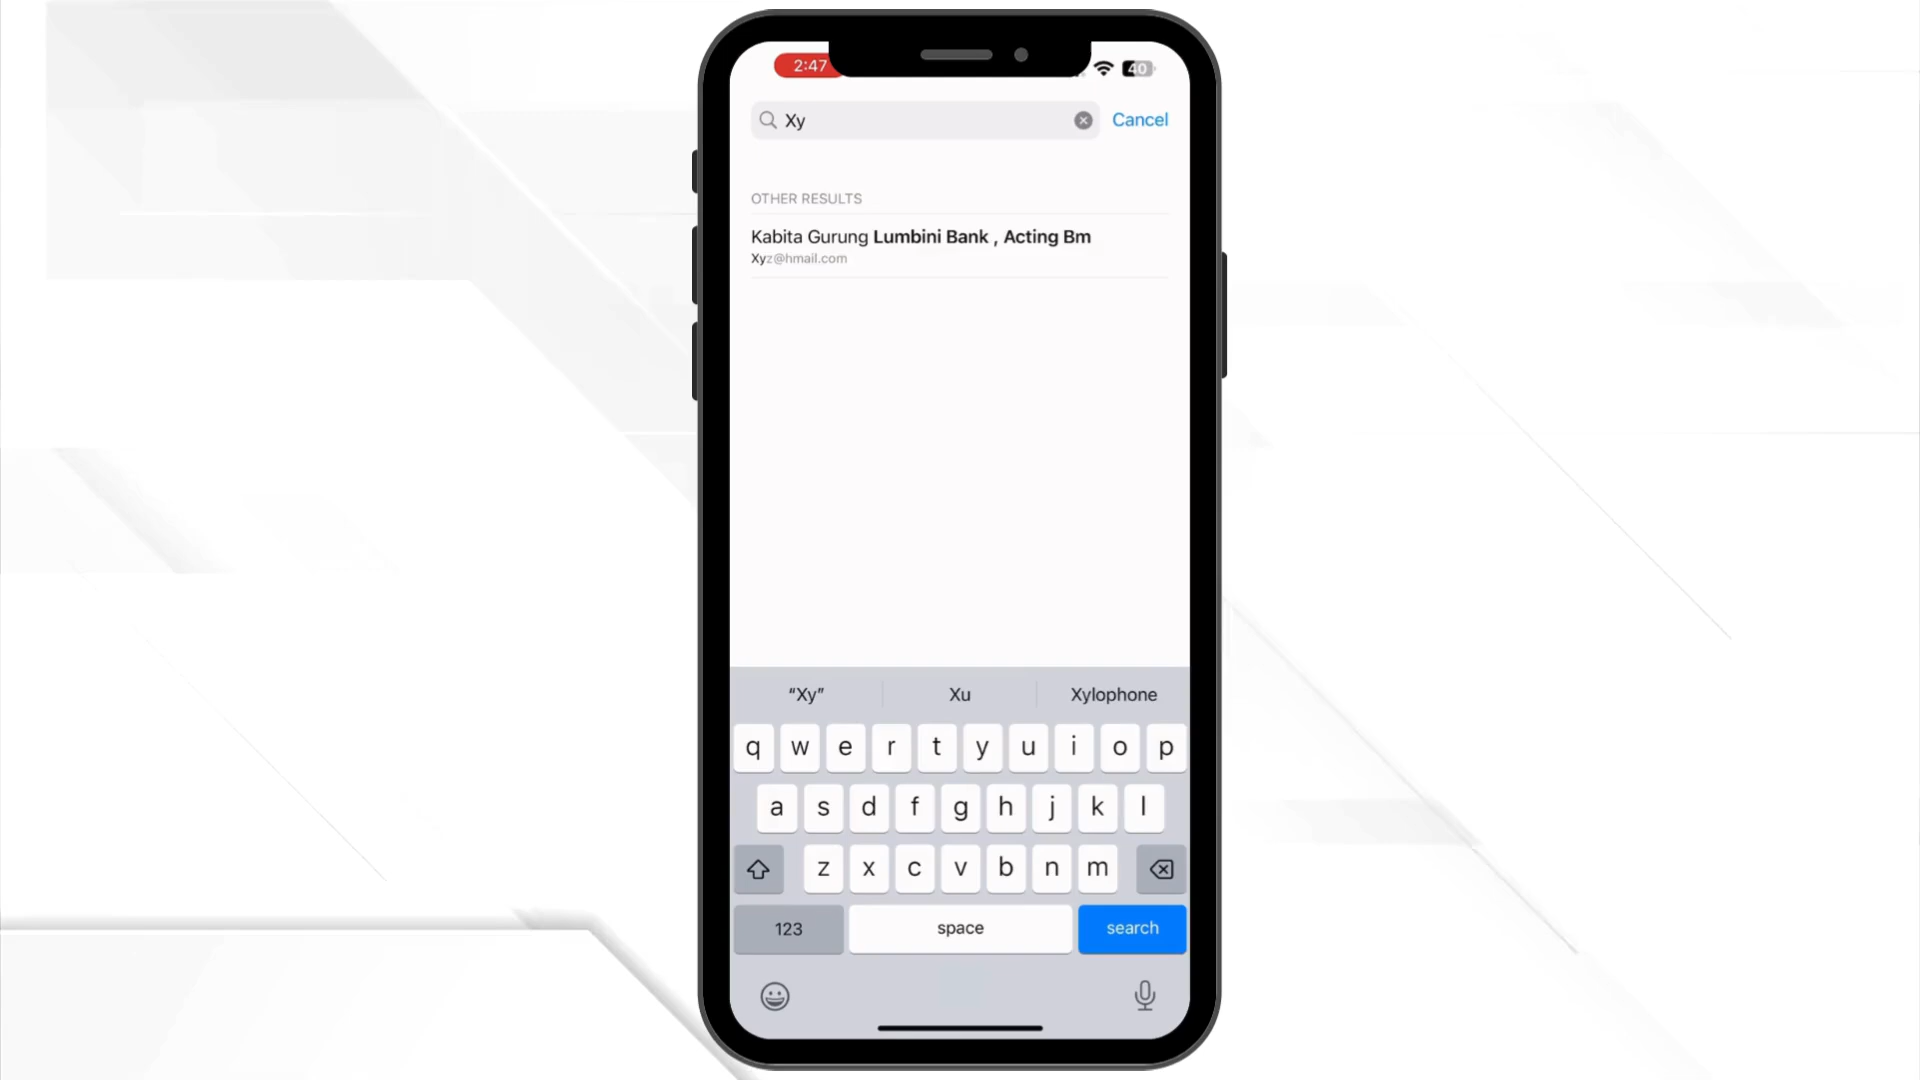 2:47
40
Xy
Cancel
OTHER RESULTS
Kabita Gurung Lumbini Bank , Acting Bm
Xyz@hmail.com
“Xy” Xu Xylophone
q w e r t y u i o p
a s d f g h j k l
z x c v b n m
123 space search